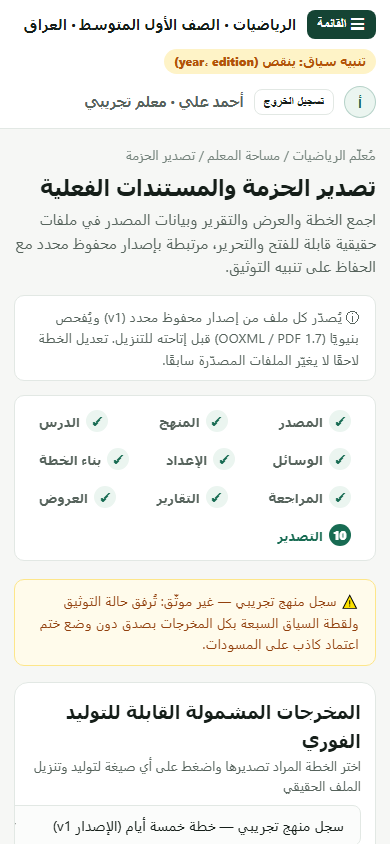 ☰ القائمة
الرياضيات • الصف الأول المتوسط • العراق
تنبيه سياق: ينقص (year، edition)
أ
أحمد علي • معلم تجريبي
تسجيل الخروج
مُعلّم الرياضيات / مساحة المعلم / تصدير الحزمة
تصدير الحزمة والمستندات الفعلية
اجمع الخطة والعرض والتقرير وبيانات المصدر في ملفات
حقيقية قابلة للفتح والتحرير، مرتبطة بإصدار محفوظ محدد مع
الحفاظ على تنبيه التوثيق.
ⓘ يُصدّر كل ملف من إصدار محفوظ محدد (v1) ويُفحص
بنيويًا (OOXML / PDF 1.7) قبل إتاحته للتنزيل. تعديل الخطة
لاحقًا لا يغيّر الملفات المصدّرة سابقًا.
✓ المصدر ✓ المنهج ✓ الدرس
✓ الوسائل ✓ الإعداد ✓ بناء الخطة
✓ المراجعة ✓ التقارير ✓ العروض
10 التصدير
⚠ سجل منهج تجريبي — غير موثّق: تُرفق حالة التوثيق
ولقطة السياق السبعة بكل المخرجات بصدق دون وضع ختم
اعتماد كاذب على المسودات.
المخرجات المشمولة القابلة للتوليد
الفوري
اختر الخطة المراد تصديرها واضغط على أي صيغة لتوليد وتنزيل
الملف الحقيقي
سجل منهج تجريبي — خطة خمسة أيام (الإصدار v1)